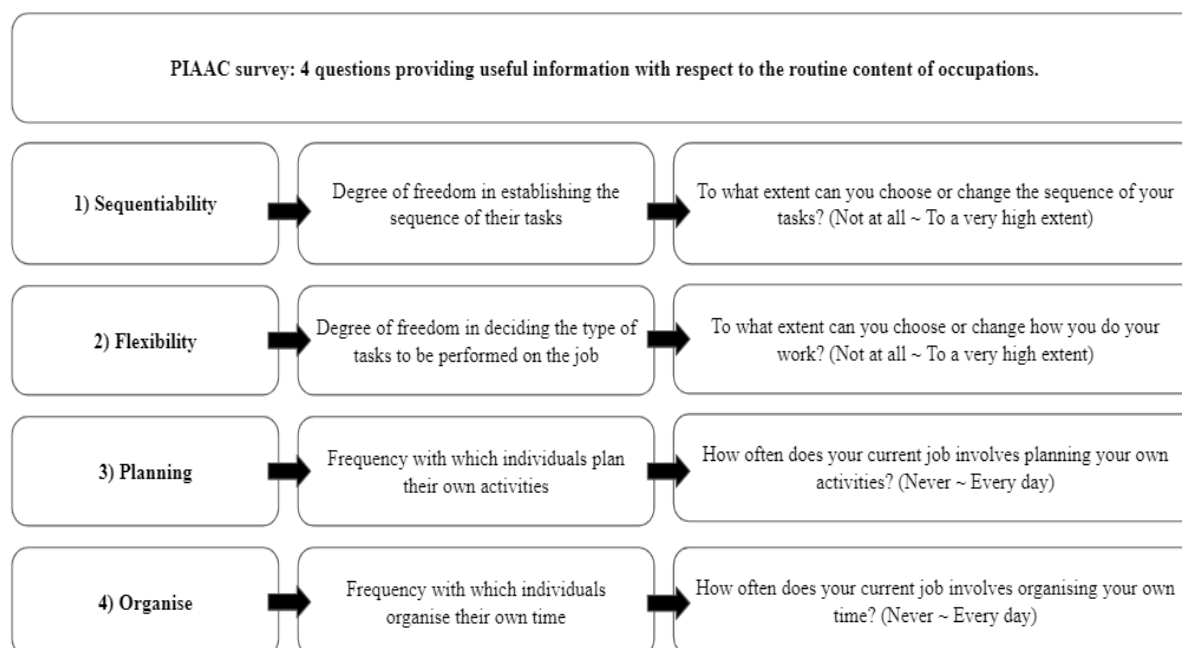 PIAAC survey: 4 questions providing useful information with respect to the routine content of occupations.
1) Sequentiability
Degree of freedom in establishing the
sequence of their tasks
To what extent can you choose or change the sequence of your
tasks? (Not at all ~ To a very high extent)
2) Flexibility
Degree of freedom in deciding the type of
tasks to be performed on the job
To what extent can you choose or change how you do your
work? (Not at all ~ To a very high extent)
3) Planning
Frequency with which individuals plan
their own activities
How often does your current job involves planning your own
activities? (Never ~ Every day)
4) Organise
Frequency with which individuals
organise their own time
How often does your current job involves organising your own
time? (Never ~ Every day)